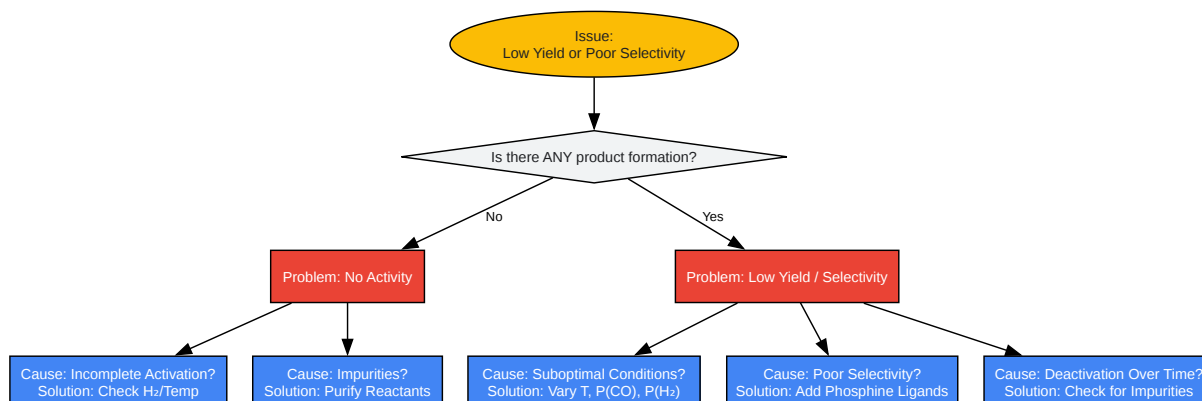 Issue:
Low Yield or Poor Selectivity
Is there ANY product formation?
No
Yes
Problem: No Activity
Problem: Low Yield / Selectivity
Cause: Incomplete Activation?
Solution: Check H₂/Temp
Cause: Impurities?
Solution: Purify Reactants
Cause: Suboptimal Conditions?
Solution: Vary T, P(CO), P(H₂)
Cause: Poor Selectivity?
Solution: Add Phosphine Ligands
Cause: Deactivation Over Time?
Solution: Check for Impurities